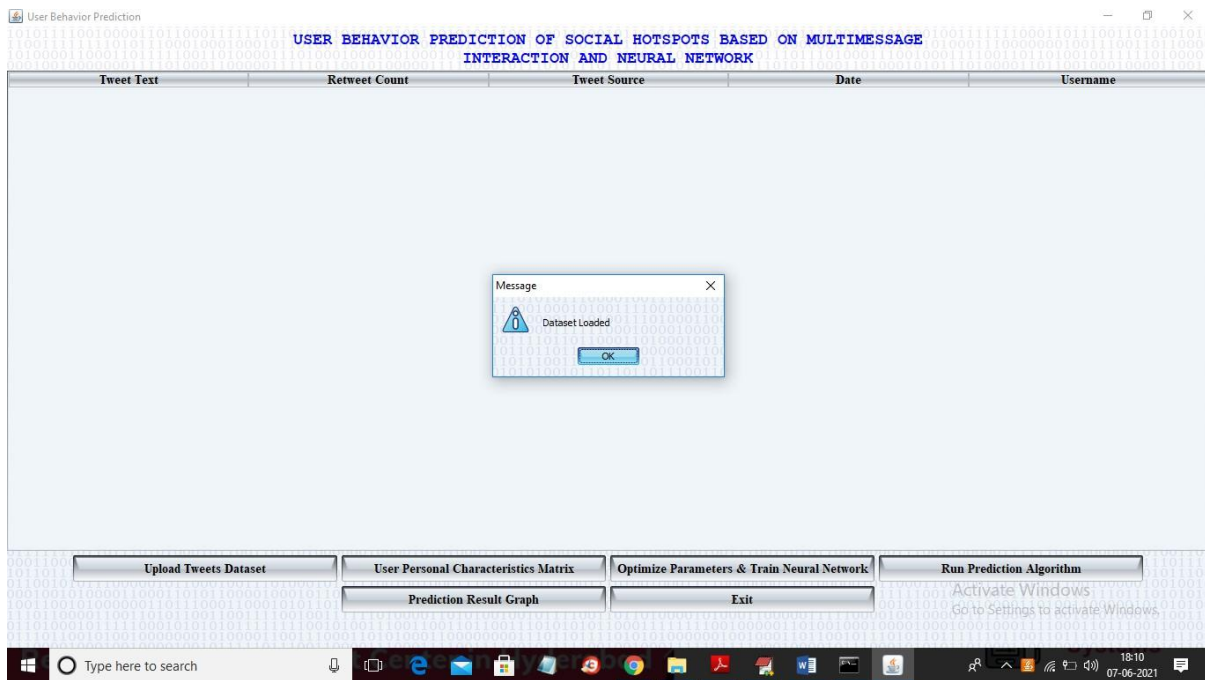 User Behavior Prediction
USER BEHAVIOR PREDICTION OF SOCIAL HOTSPOTS BASED ON MULTIMESSAGE
INTERACTION AND NEURAL NETWORK
Tweet Text Retweet Count Tweet Source Date Username
Message
Dataset Loaded
OK
Upload Tweets Dataset User Personal Characteristics Matrix Optimize Parameters & Train Neural Network Run Prediction Algorithm
Prediction Result Graph Exit
Activate Windows
Go to Settings to activate Windows.
Type here to search
18:10
07-06-2021